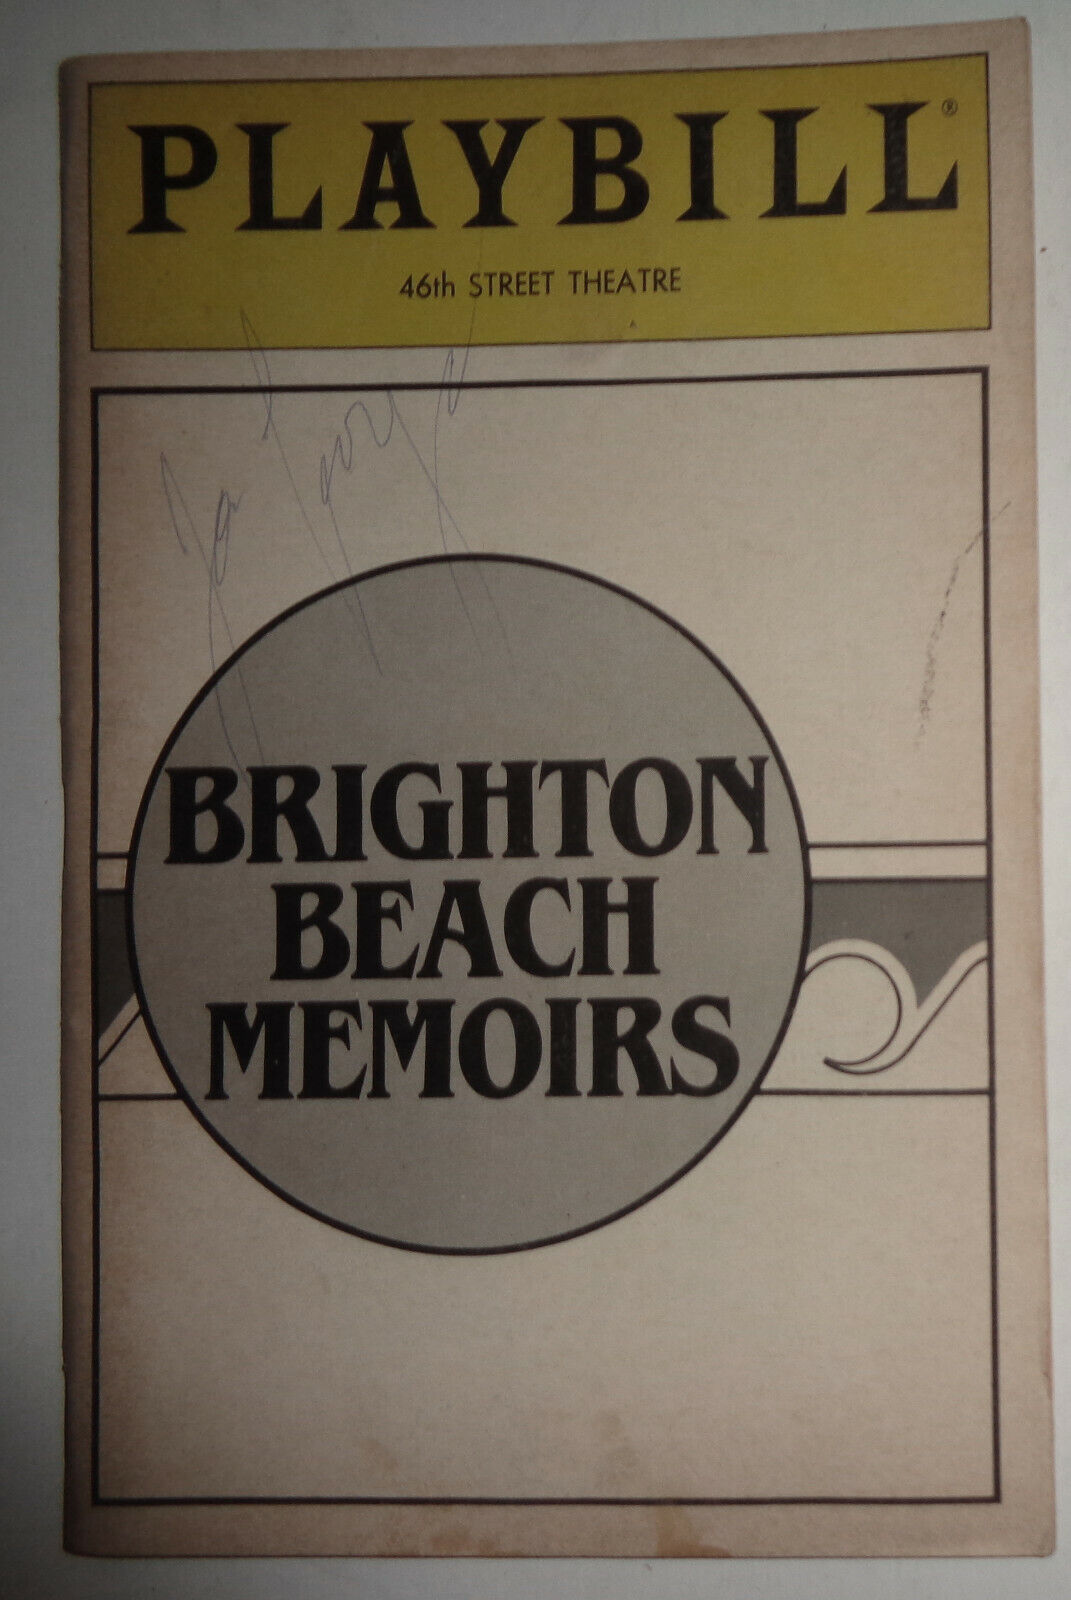 PLAYBILL®
46th STREET THEATRE
BRIGHTON
BEACH
MEMOIRS